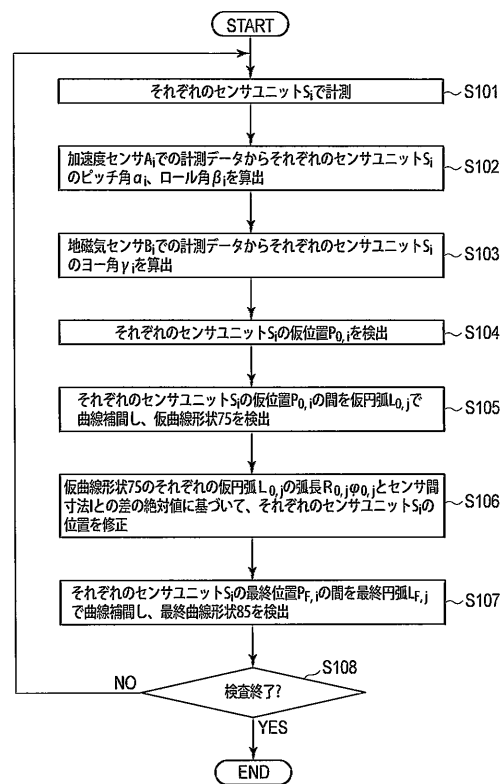 START
それぞれのセンサユニットSiで計測
S101
加速度センサAiでの計測データからそれぞれのセンサユニットSi
のピッチ角αi、ロール角βiを算出
S102
地磁気センサBiでの計測データからそれぞれのセンサユニットSi
のヨー角γiを算出
S103
それぞれのセンサユニットSiの仮位置P0,iを検出
S104
それぞれのセンサユニットSiの仮位置P0,iの間を仮円弧L0,jで
曲線補間し、仮曲線形状75を検出
S105
仮曲線形状75のそれぞれの仮円弧L0,jの弧長R0,jφ0,jとセンサ間
寸法lとの差の絶対値に基づいて、それぞれのセンサユニットSiの
位置を修正
S106
それぞれのセンサユニットSiの最終位置PF,iの間を最終円弧LF,j
で曲線補間し、最終曲線形状85を検出
S107
S108
NO
検査終了?
YES
END